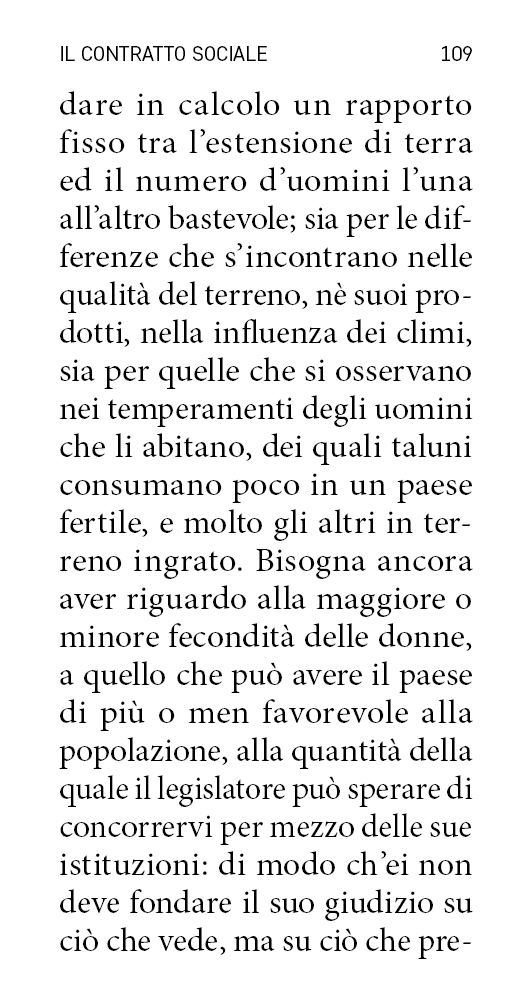 IL CONTRATTO SOCIALE 109
dare in calcolo un rapporto
fisso tra l’estensione di terra
ed il numero d’uomini l’una
all’altro bastevole; sia per le dif-
ferenze che s’incontrano nelle
qualità del terreno, nè suoi pro-
dotti, nella influenza dei climi,
sia per quelle che si osservano
nei temperamenti degli uomini
che li abitano, dei quali taluni
consumano poco in un paese
fertile, e molto gli altri in ter-
reno ingrato. Bisogna ancora
aver riguardo alla maggiore o
minore fecondità delle donne,
a quello che può avere il paese
di più o men favorevole alla
popolazione, alla quantità della
quale il legislatore può sperare di
concorrervi per mezzo delle sue
istituzioni: di modo ch’ei non
deve fondare il suo giudizio su
ciò che vede, ma su ciò che pre-